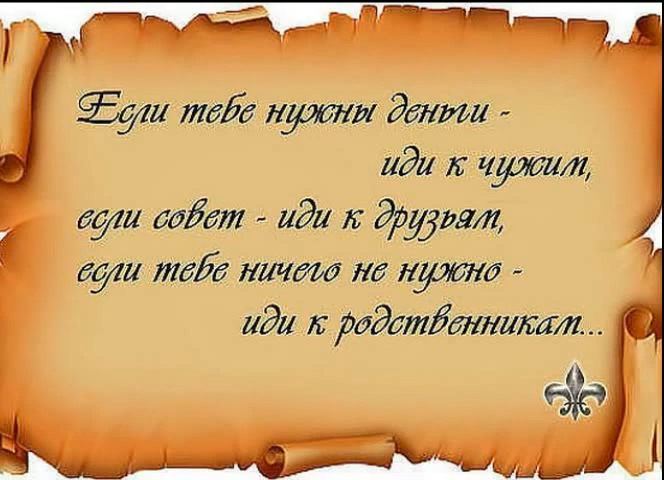 Если тебе нужны деньги -
иди к чужим,
если совет - иди к друзьям,
если тебе ничего не нужно -
иди к родственникам...